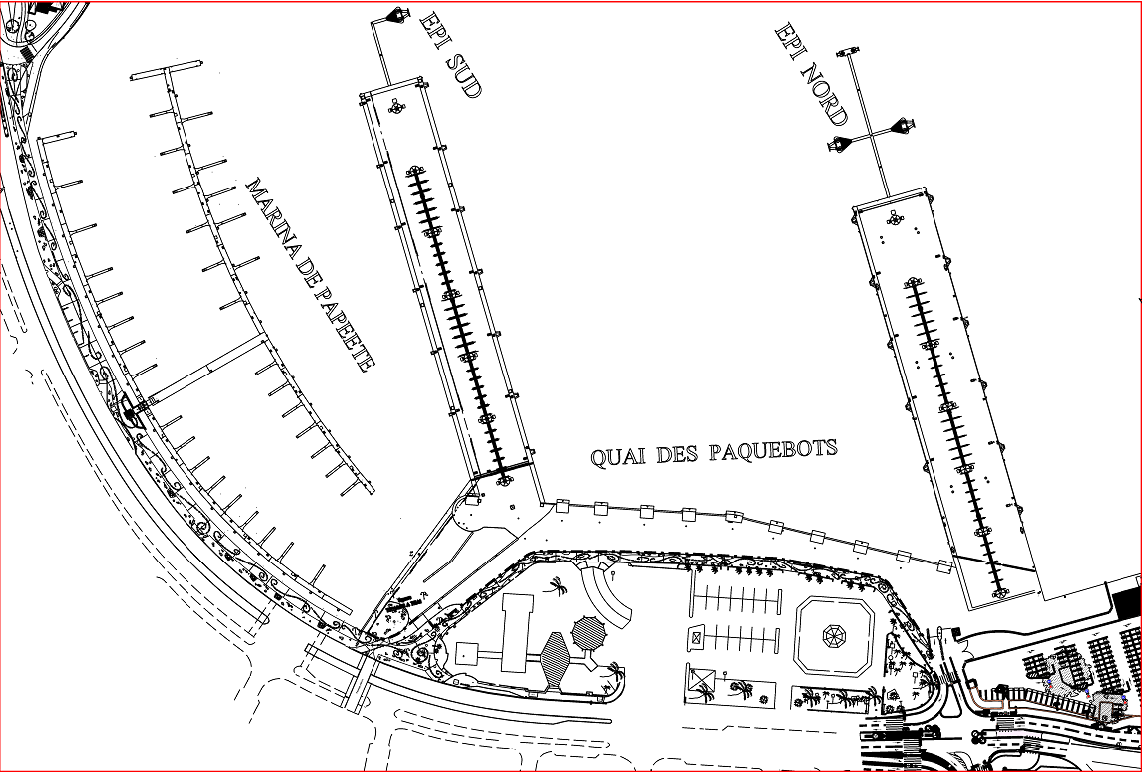 EPI SUD
EPI NORD
MARINA DE PAPEETE
QUAI DES PAQUEBOTS